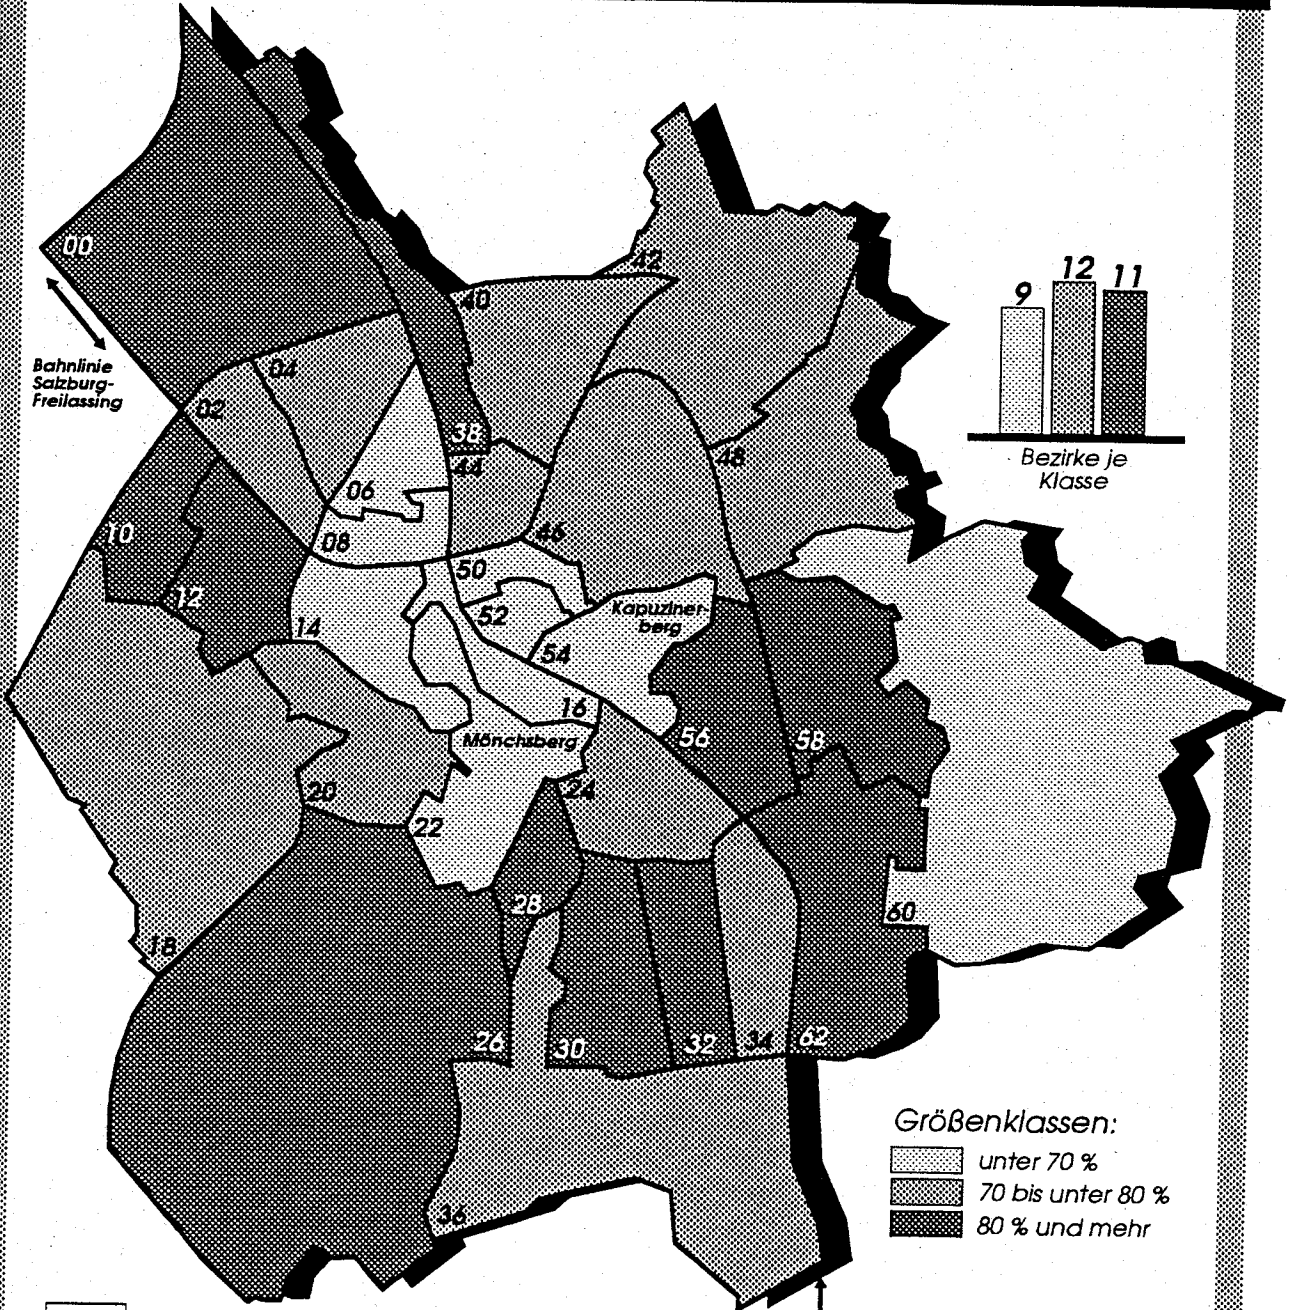 00
Bahnlinie
Salzburg-
Freilassing
04
02
40
42
9
12
11
Bezirke je
Klasse
38
44
48
06
08
46
10
12
50
52
Kapuziner-
berg
14
54
16
Mönchsberg
56
58
20
22
24
28
60
18
26
30
32
34
62
36
Größenklassen:
unter 70 %
70 bis unter 80 %
80 % und mehr